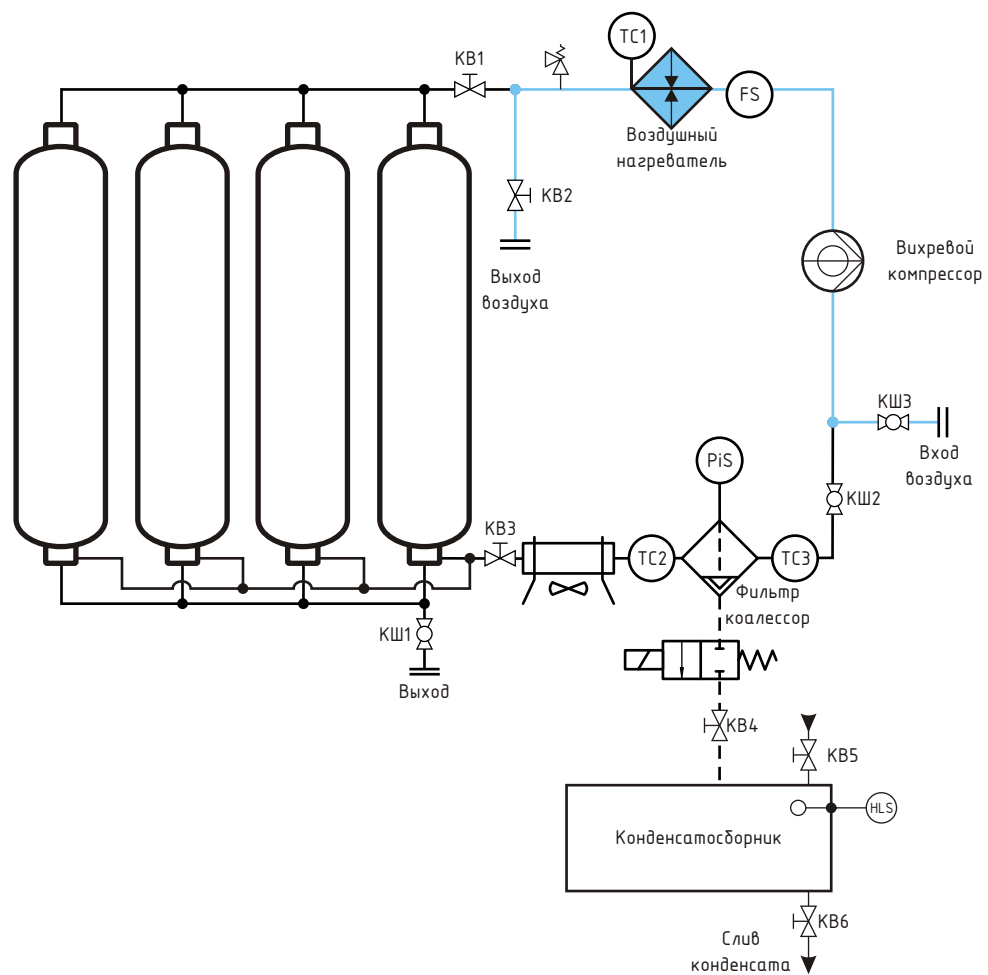 TC1
КВ1
FS
Воздушный
нагреватель
КВ2
Вихревой
компрессор
Выход
воздуха
КШ3
Вход
воздуха
PiS
КШ2
КВ3
TC2
TC3
Фильтр
коалессор
КШ1
Выход
КВ4
КВ5
HLS
Конденсатосборник
КВ6
Слив
конденсата